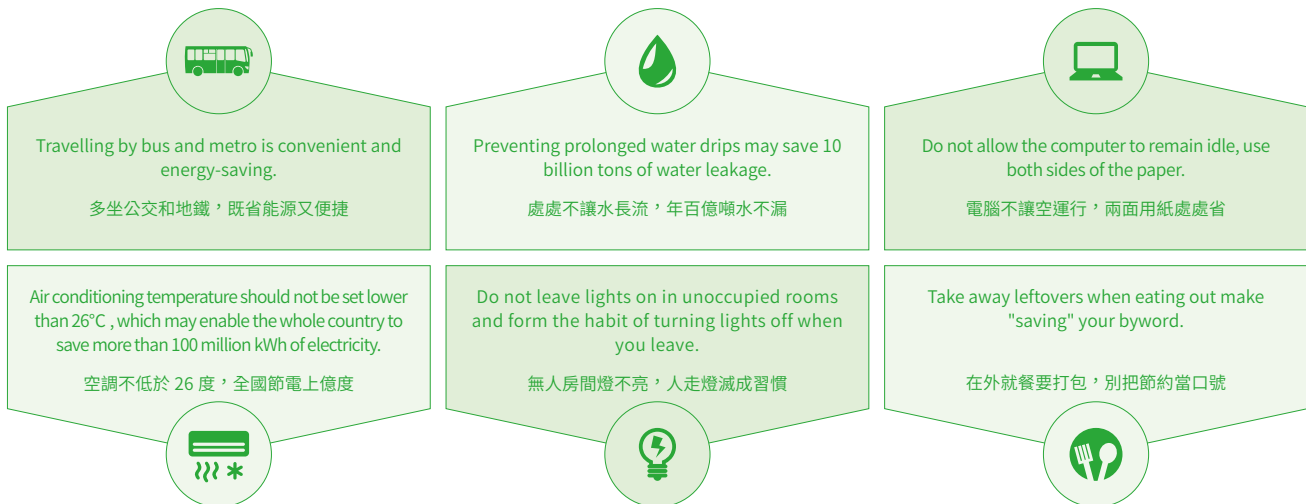 Travelling by bus and metro is convenient and
energy-saving.
多坐公交和地鐵，既省能源又便捷
Preventing prolonged water drips may save 10
billion tons of water leakage.
處處不讓水長流，年百億噸水不漏
Do not allow the computer to remain idle, use
both sides of the paper.
電腦不讓空運行，兩面用紙處處省
Air conditioning temperature should not be set lower
than 26°C , which may enable the whole country to
save more than 100 million kWh of electricity.
空調不低於 26 度，全國節電上億度
Do not leave lights on in unoccupied rooms
and form the habit of turning lights off when
you leave.
無人房間燈不亮，人走燈滅成習慣
Take away leftovers when eating out make
"saving" your byword.
在外就餐要打包，別把節約當口號